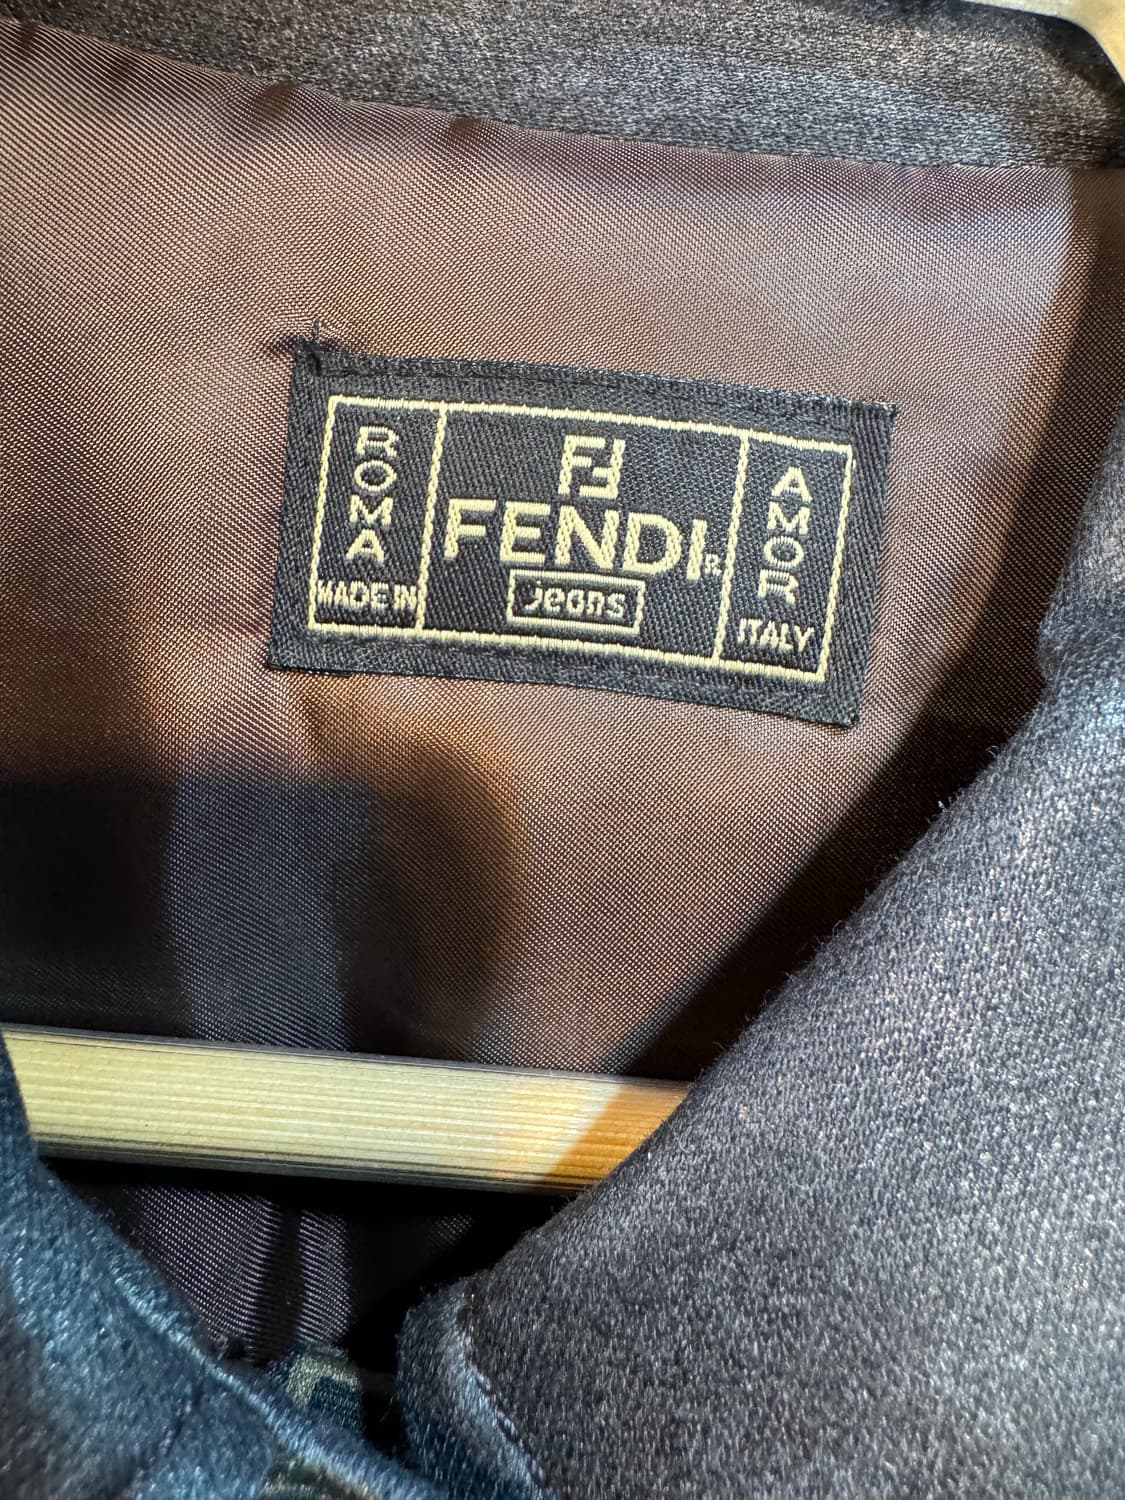 ROMA
MADE IN
FF
FENDI®
jeans
AMOR
ITALY